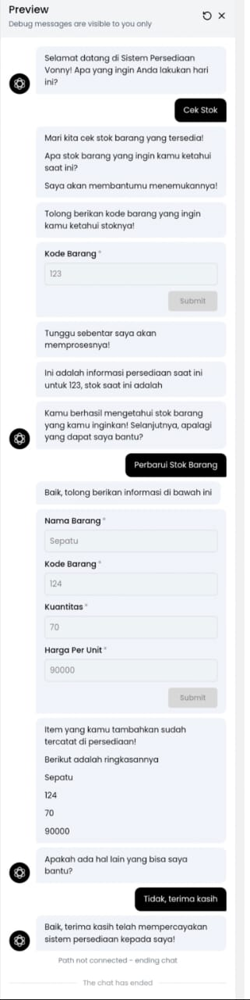 Preview
Debug messages are visible to you only
Selamat datang di Sistem Persediaan
Vonny! Apa yang ingin Anda lakukan hari
ini?
Cek Stok
Mari kita cek stok barang yang tersedia!
Apa stok barang yang ingin kamu ketahui
saat ini?
Saya akan membantumu menemukannya!
Tolong berikan kode barang yang ingin
kamu ketahui stoknya!
Kode Barang *
123
Submit
Tunggu sebentar saya akan
memprosesnya!
Ini adalah informasi persediaan saat ini
untuk 123, stok saat ini adalah
Kamu berhasil mengetahui stok barang
yang kamu inginkan! Selanjutnya, apalagi
yang dapat saya bantu?
Perbarui Stok Barang
Baik, tolong berikan informasi di bawah ini
Nama Barang *
Sepatu
Kode Barang *
124
Kuantitas *
70
Harga Per Unit *
90000
Submit
Item yang kamu tambahkan sudah
tercatat di persediaan!
Berikut adalah ringkasannya
Sepatu
124
70
90000
Apakah ada hal lain yang bisa saya
bantu?
Tidak, terima kasih
Baik, terima kasih telah mempercayakan
sistem persediaan kepada saya!
Path not connected - ending chat
The chat has ended